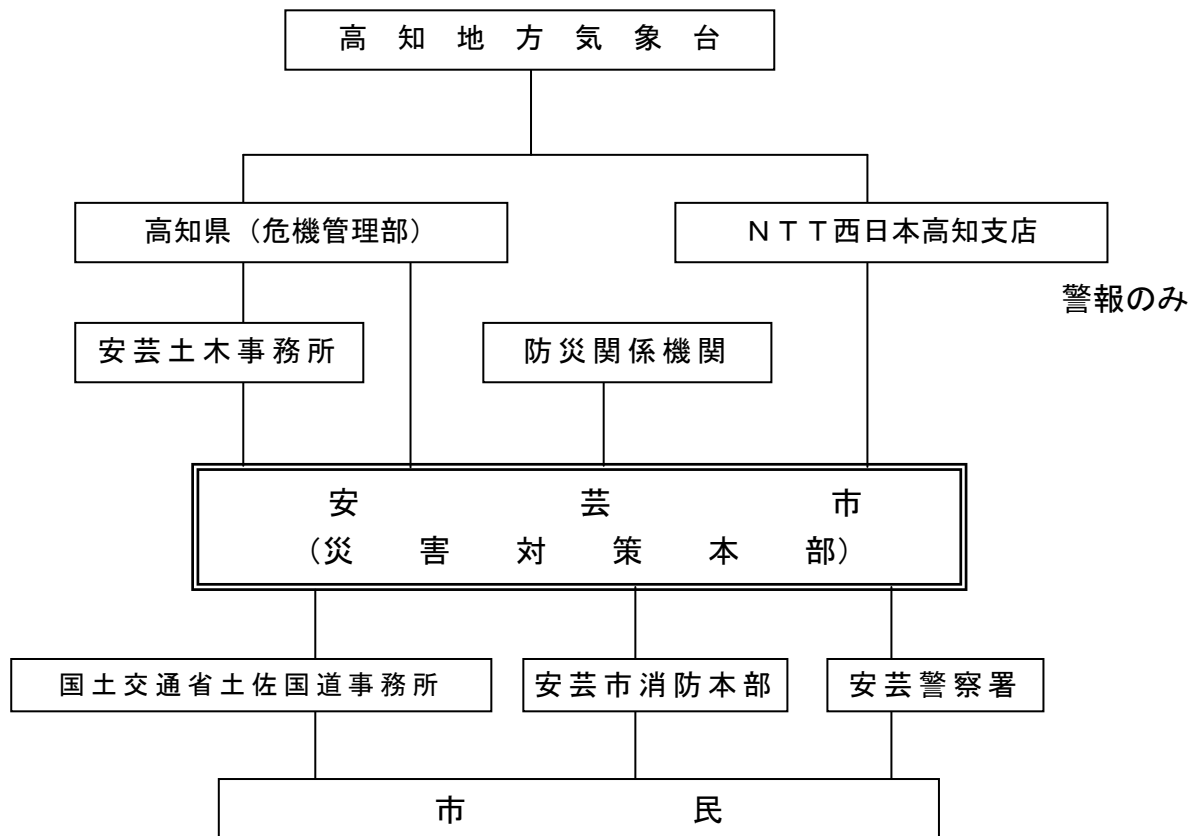 高知地方気象台
高知県（危機管理部）
ＮＴＴ西日本高知支店
警報のみ
安芸土木事務所
防災関係機関
安芸市
（災害対策本部）
国土交通省土佐国道事務所
安芸市消防本部
安芸警察署
市民